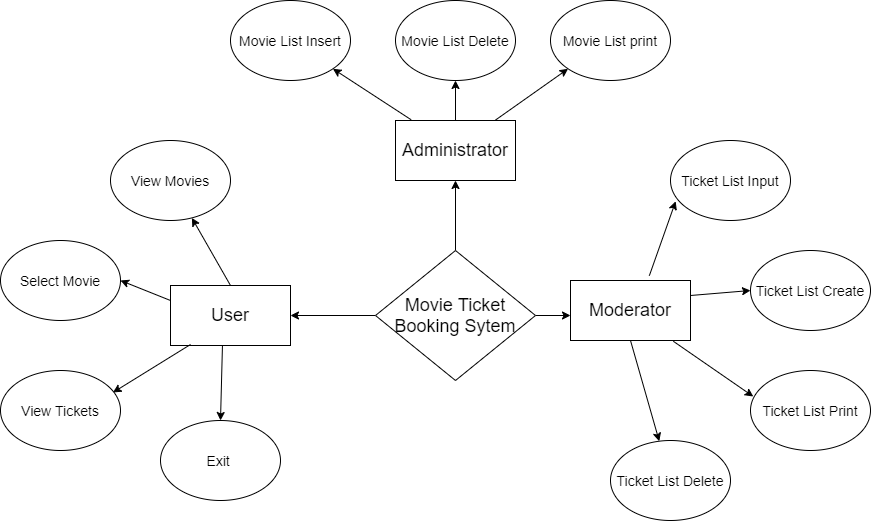 Movie List Insert
Movie List Delete
Movie List print
Administrator
View Movies
Ticket List Input
Select Movie
User
Movie Ticket
Booking Sytem
Moderator
Ticket List Create
View Tickets
Ticket List Print
Exit
Ticket List Delete